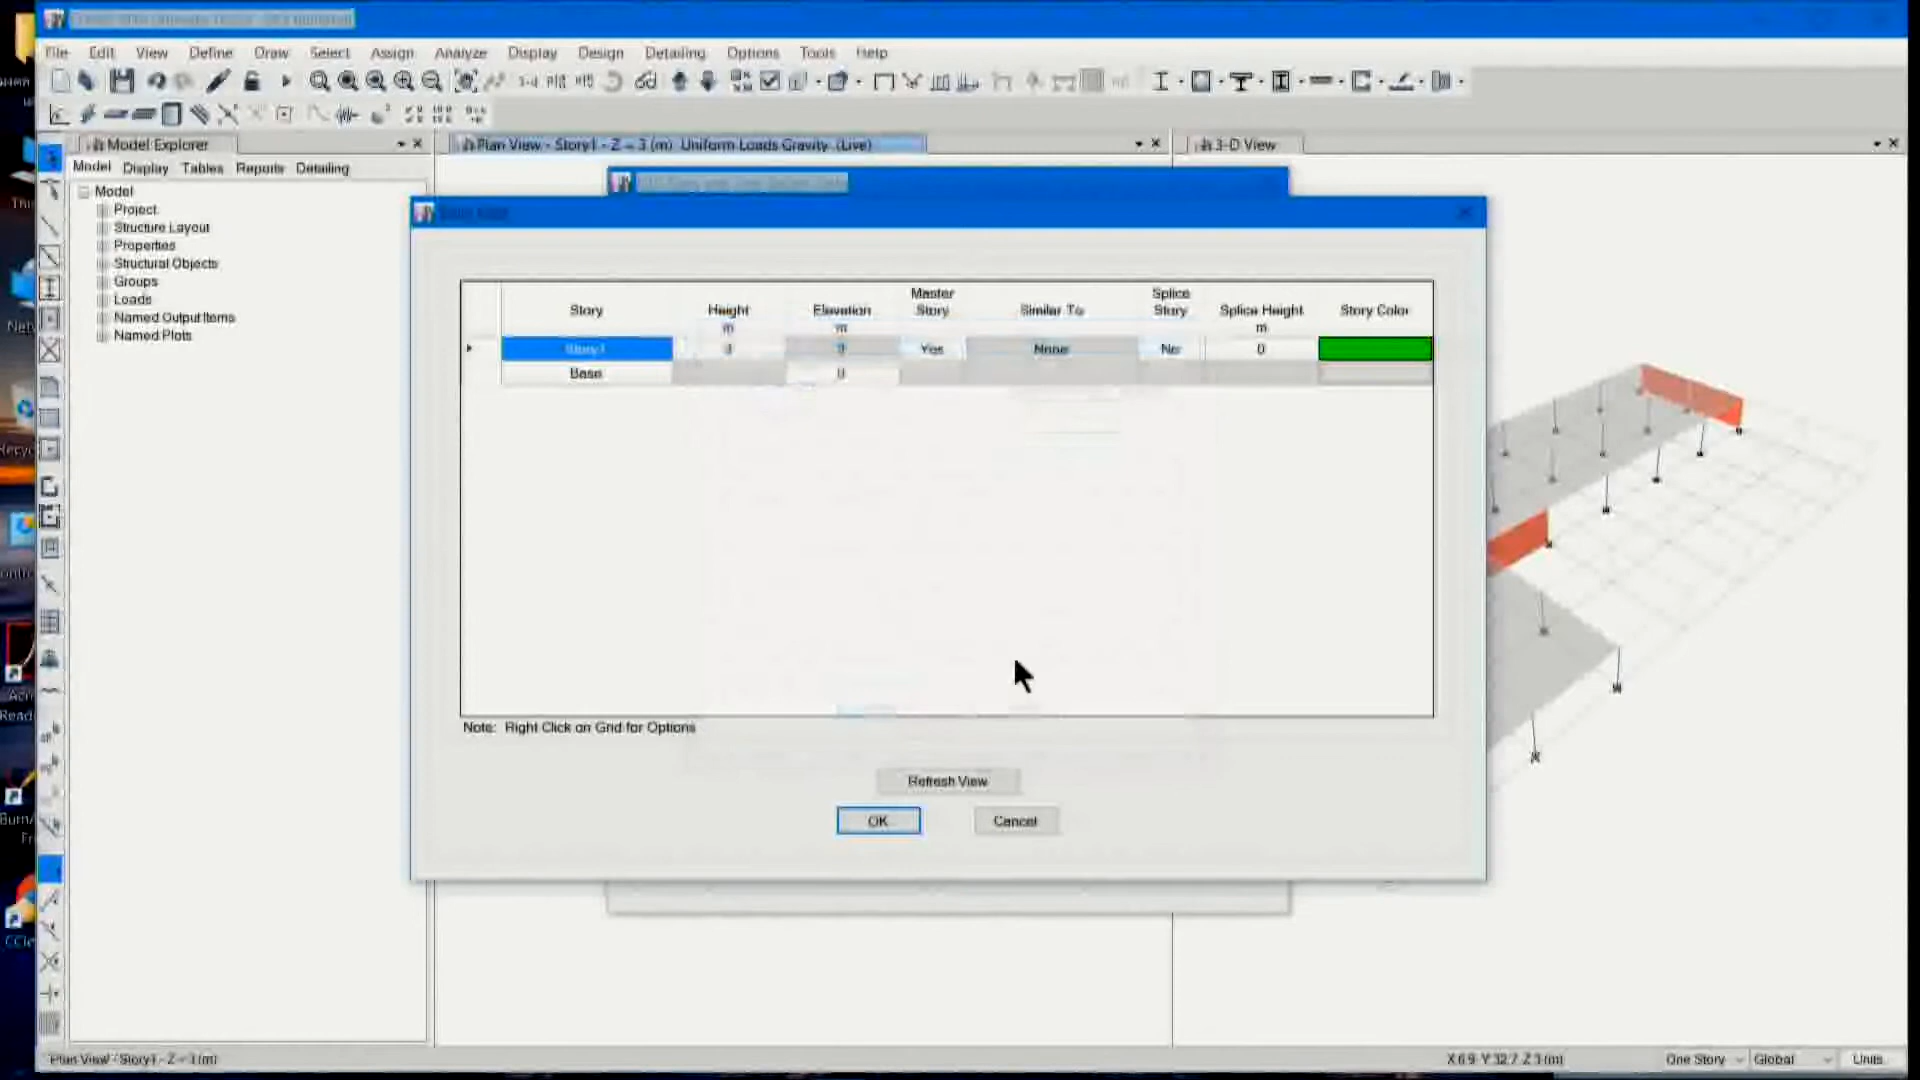 File Edit View Define Draw Select Assign Analyze Display Design Detailing Options Tools Help
Model Explorer
Plan View - Story1 - Z = 3 (m) Uniform Loads Gravity (Live)
3-D View
Model Display Tables Reports Detailing
Model
Project
Structure Layout
Properties
Structural Objects
Groups
Loads
Named Output Items
Named Plots
Story Height m Elevation m Master Story Similar To Splice Story Splice Height m Story Color
Story1 3 Yes None No 0
Base 0
Note: Right Click on Grid for Options
Refresh View
OK Cancel
Plan View - Story1 - Z = 3 (m)
X 6.9 Y 32.7 Z 3 (m)
One Story Global Units